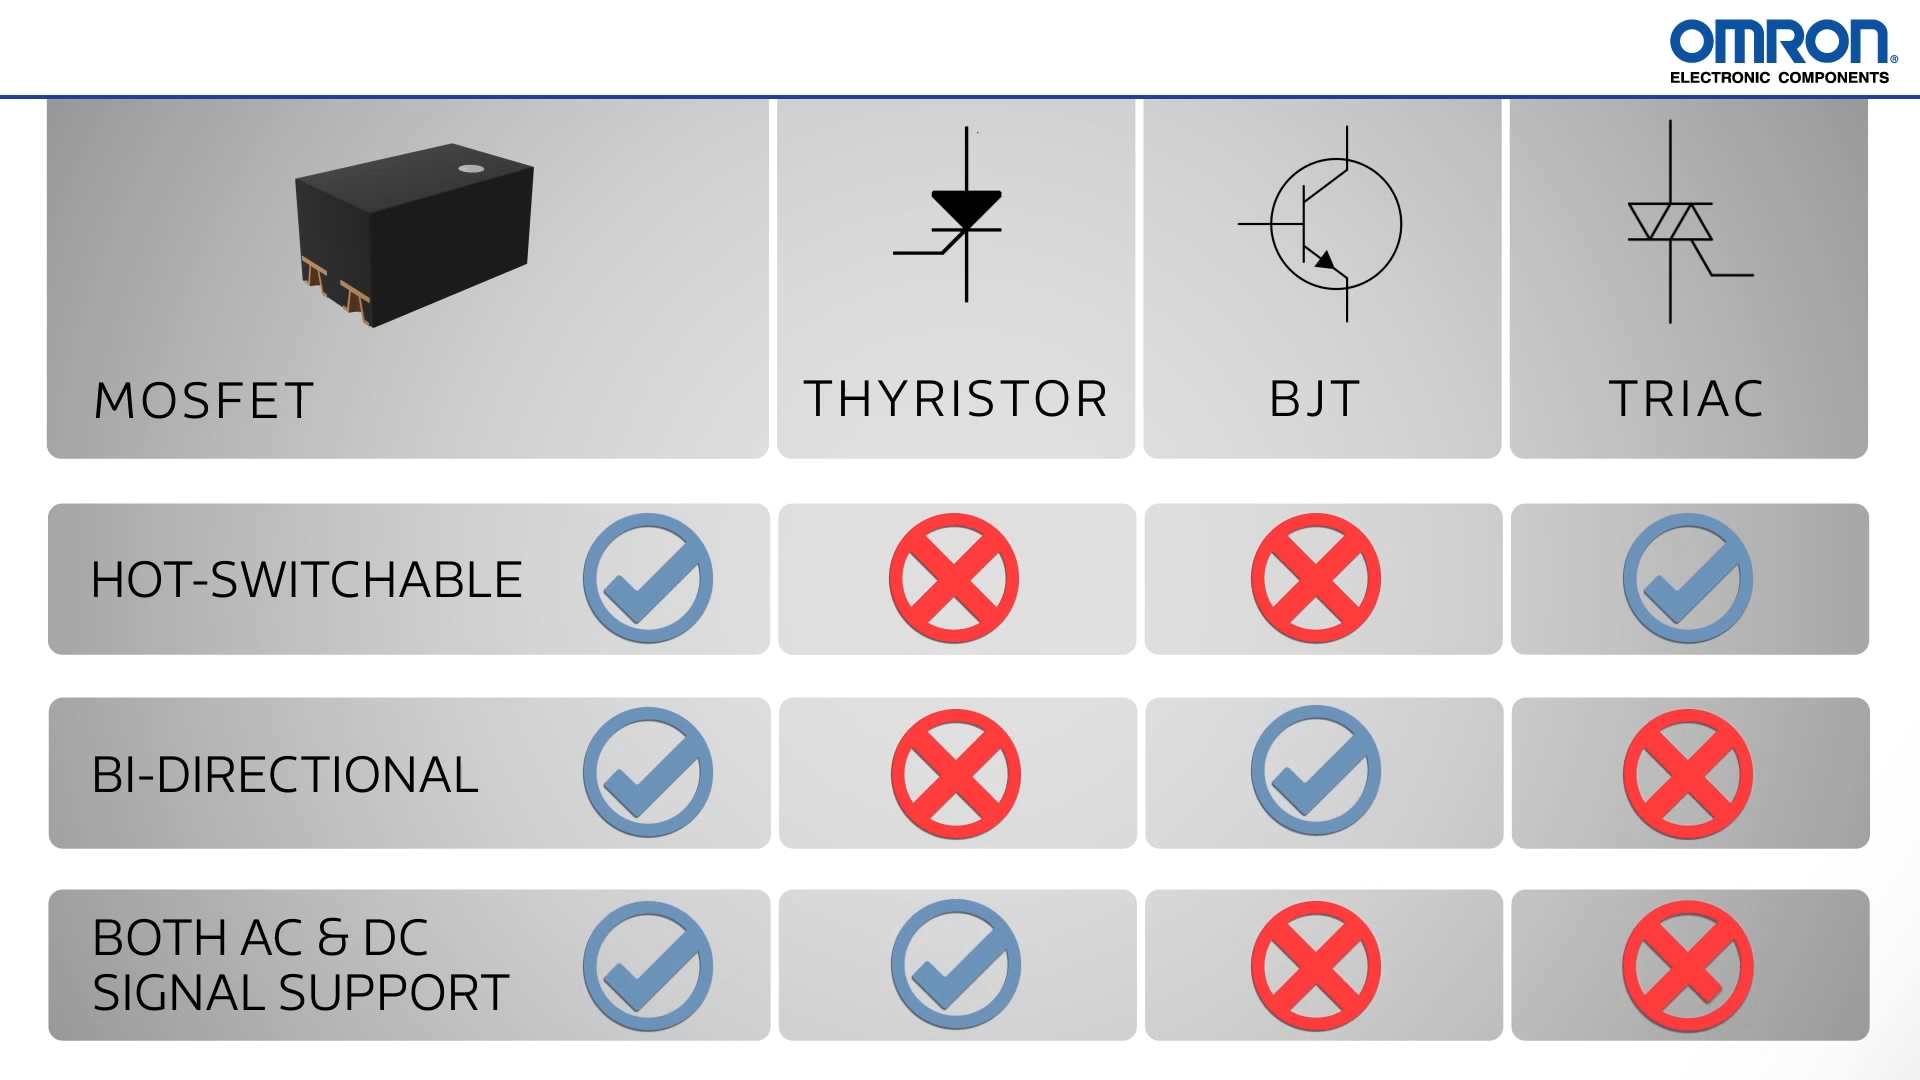 OMRON®
ELECTRONIC COMPONENTS
MOSFET
THYRISTOR
BJT
TRIAC
HOT-SWITCHABLE
BI-DIRECTIONAL
BOTH AC & DC
SIGNAL SUPPORT